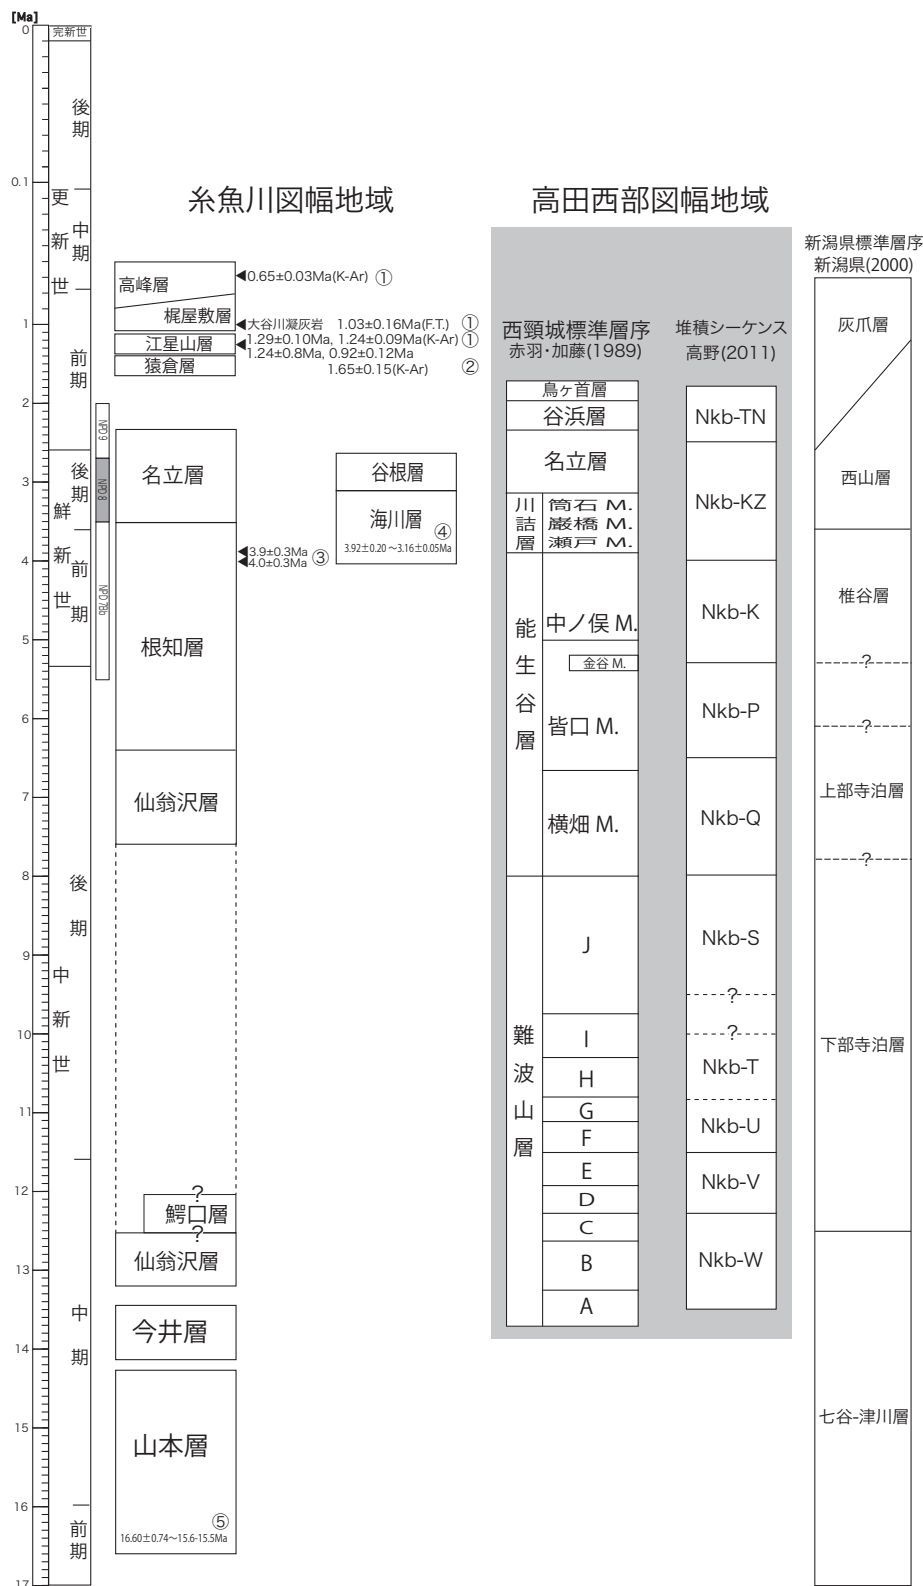 [Ma]
0
0.1
1
2
3
4
5
6
7
8
9
10
11
12
13
14
15
16
17
完新世
更新世
後期
中期
前期
鮮新世
後期
前期
中新世
後期
中期
前期
NPD 9
NPD 8
NPD 7Bb
糸魚川図幅地域
高峰層
梶屋敷層
江星山層
猿倉層
名立層
根知層
仙翁沢層
?
鰐口層
?
仙翁沢層
今井層
山本層
⑤
16.60±0.74〜15.6-15.5Ma
0.65±0.03Ma(K-Ar) ①
大谷川凝灰岩 1.03±0.16Ma(F.T.) ①
1.29±0.10Ma, 1.24±0.09Ma(K-Ar) ①
1.24±0.8Ma, 0.92±0.12Ma
1.65±0.15(K-Ar) ②
3.9±0.3Ma
4.0±0.3Ma ③
谷根層
海川層
④
3.92±0.20 〜3.16±0.05Ma
高田西部図幅地域
西頸城標準層序
赤羽・加藤(1989)
鳥ヶ首層
谷浜層
名立層
川詰層
筒石 M.
巌橋 M.
瀬戸 M.
能生谷層
中ノ俣 M.
金谷 M.
皆口 M.
横畑 M.
難波山層
J
I
H
G
F
E
D
C
B
A
堆積シーケンス
高野(2011)
Nkb-TN
Nkb-KZ
Nkb-K
Nkb-P
Nkb-Q
Nkb-S
?
?
Nkb-T
Nkb-U
Nkb-V
Nkb-W
新潟県標準層序
新潟県(2000)
灰爪層
西山層
椎谷層
?
?
上部寺泊層
?
下部寺泊層
七谷-津川層